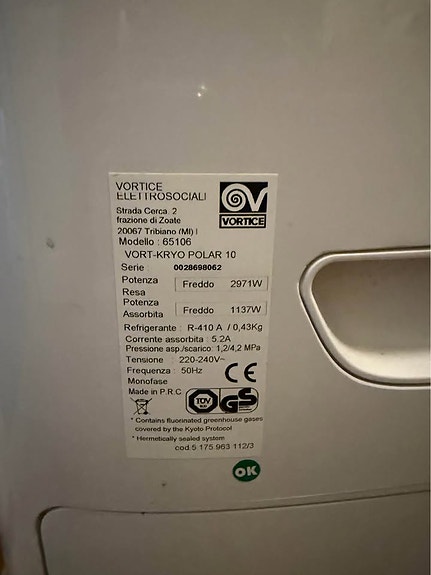 VORTICE
ELETTROSOCIALI
VORTICE
Strada Cerca, 2
frazione di Zoate
20067 Tribiano (MI) I
Modello : 65106
VORT-KRYO POLAR 10
Serie : 0028698062
Potenza Resa Freddo 2971W
Potenza Assorbita Freddo 1137W
Refrigerante : R-410 A / 0,43Kg
Corrente assorbita : 5.2A
Pressione asp./scarico: 1,2/4,2 MPa
Tensione : 220-240V~
Frequenza : 50Hz
Monofase
Made in P.R.C
CE
TÜV
GS
* Contains fluorinated greenhouse gases
covered by the Kyoto Protocol
* Hermetically sealed system
cod.5 175.963 112/3
OK